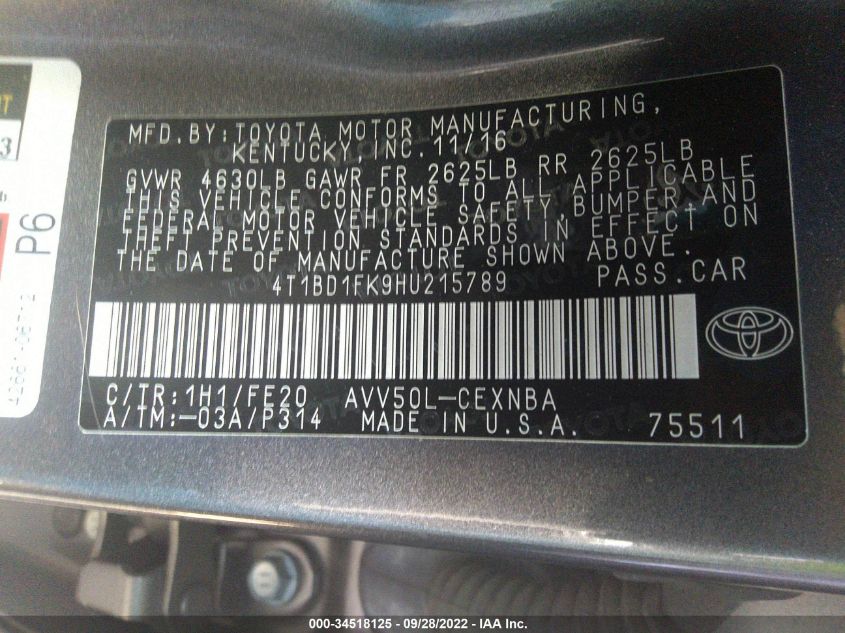 MFD.BY:TOYOTA MOTOR MANUFACTURING,
KENTUCKY, INC. 11/16
GVWR 4630LB GAWR FR 2625LB RR 2625LB
THIS VEHICLE CONFORMS TO ALL APPLICABLE
FEDERAL MOTOR VEHICLE SAFETY,BUMPER,AND
THEFT PREVENTION STANDARDS IN EFFECT ON
THE DATE OF MANUFACTURE SHOWN ABOVE.
4T1BD1FK9HU215789 PASS.CAR
C/TR:1H1/FE20 AVV50L-CEXNBA
A/TM:-03A/P314 MADE IN U.S.A. 75511
P6
000-34518125 - 09/28/2022 - IAA Inc.